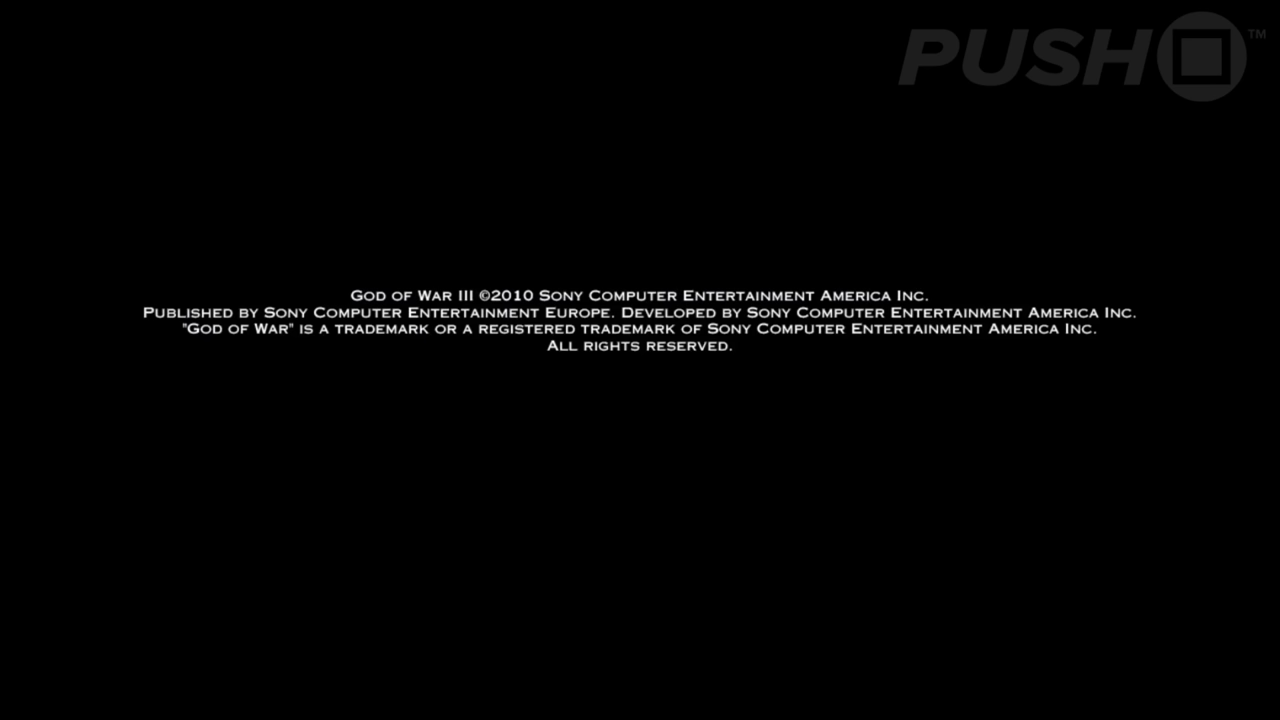 PUSH ™
God of War III ©2010 Sony Computer Entertainment America Inc.
Published by Sony Computer Entertainment Europe. Developed by Sony Computer Entertainment America Inc.
"God of War" is a trademark or a registered trademark of Sony Computer Entertainment America Inc.
All rights reserved.